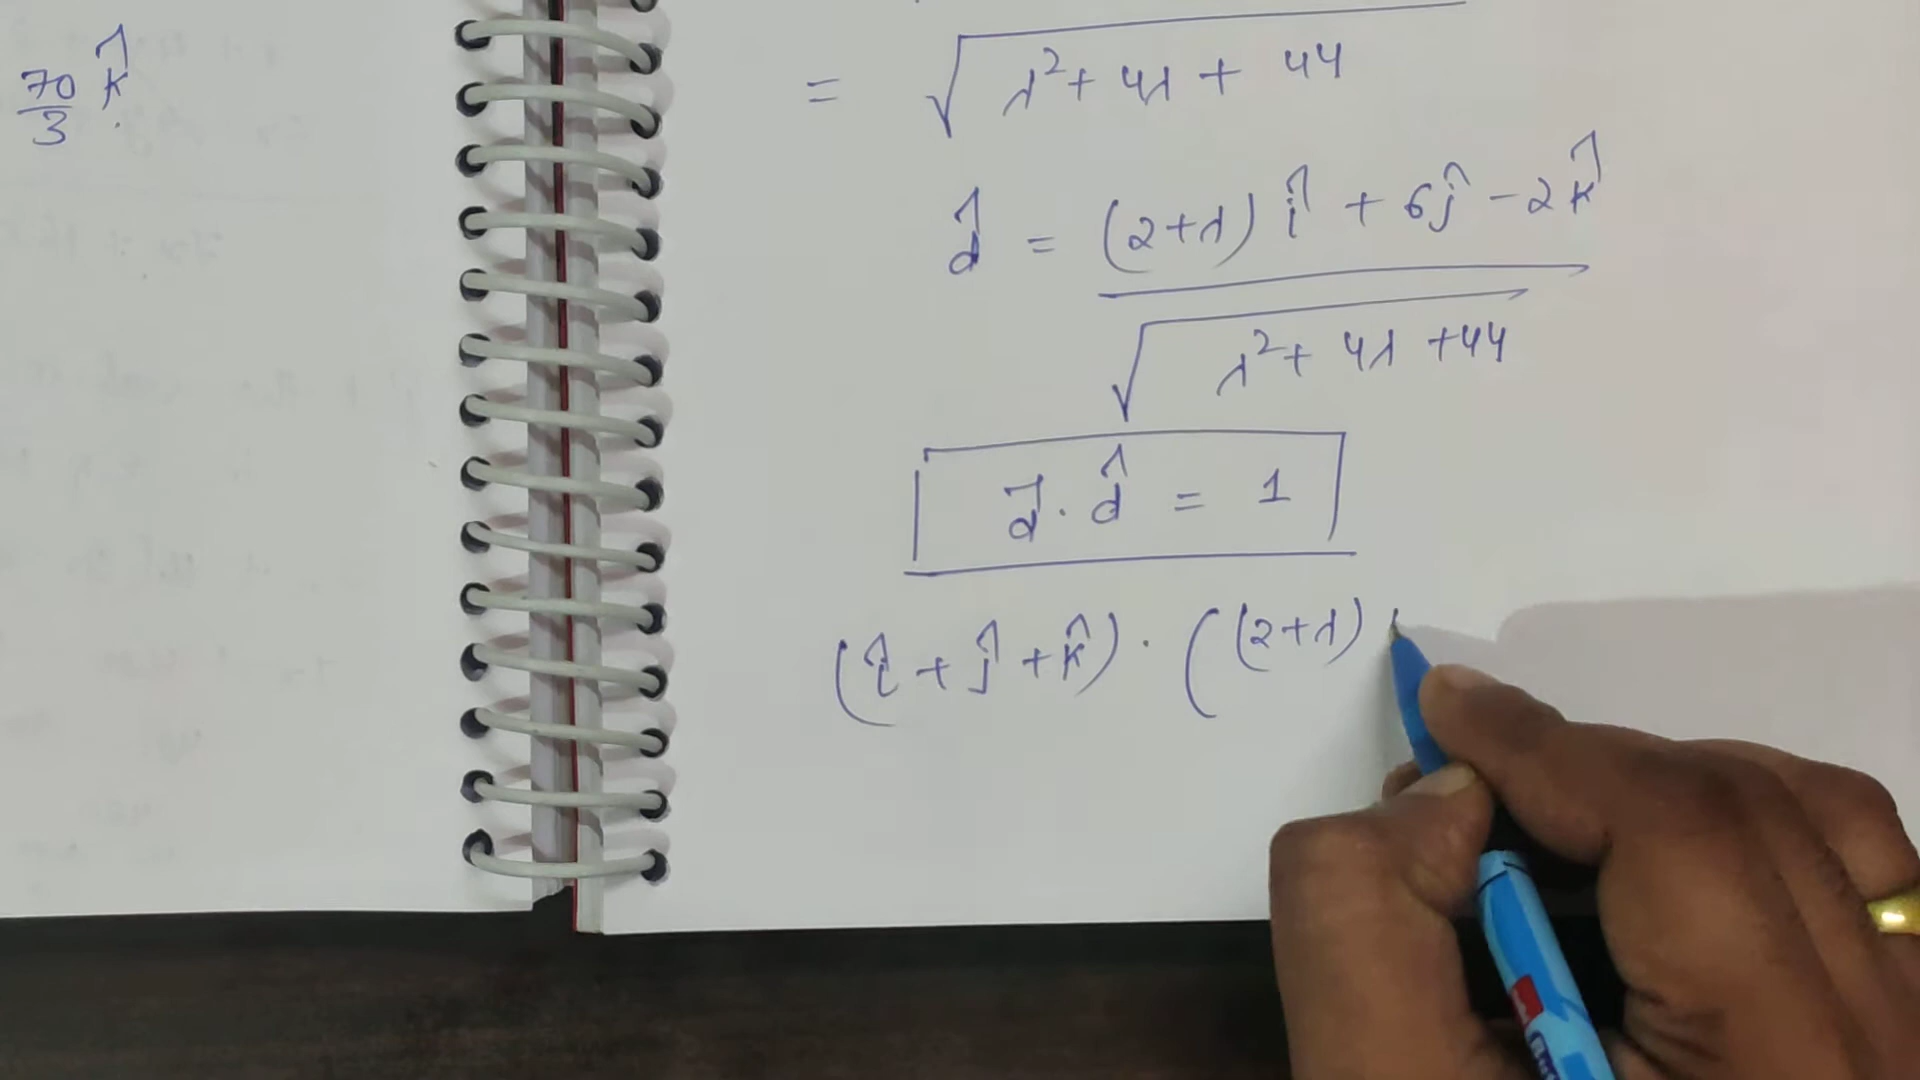 70/3 k̂
= √(λ² + 4λ + 44)
d̂ = ((2+λ) î + 6ĵ - 2k̂) / √(λ² + 4λ + 44)
a⃗ . d̂ = 1
(î + ĵ + k̂) . ((2+λ)